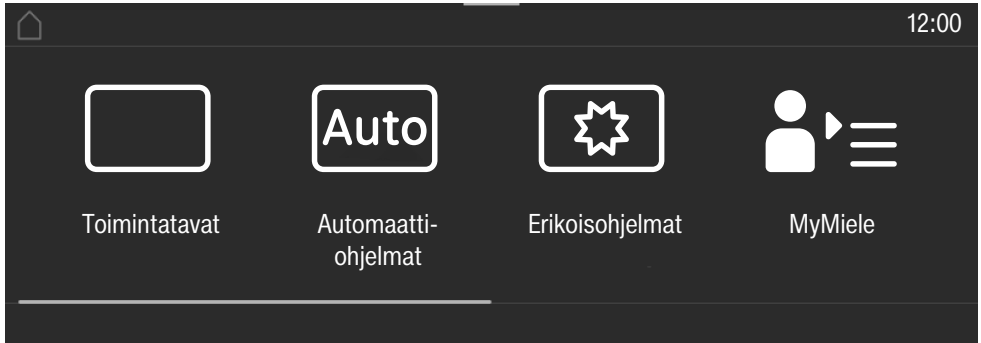 12:00
Auto
Toimintatavat
Automaatti-
ohjelmat
Erikoisohjelmat
MyMiele